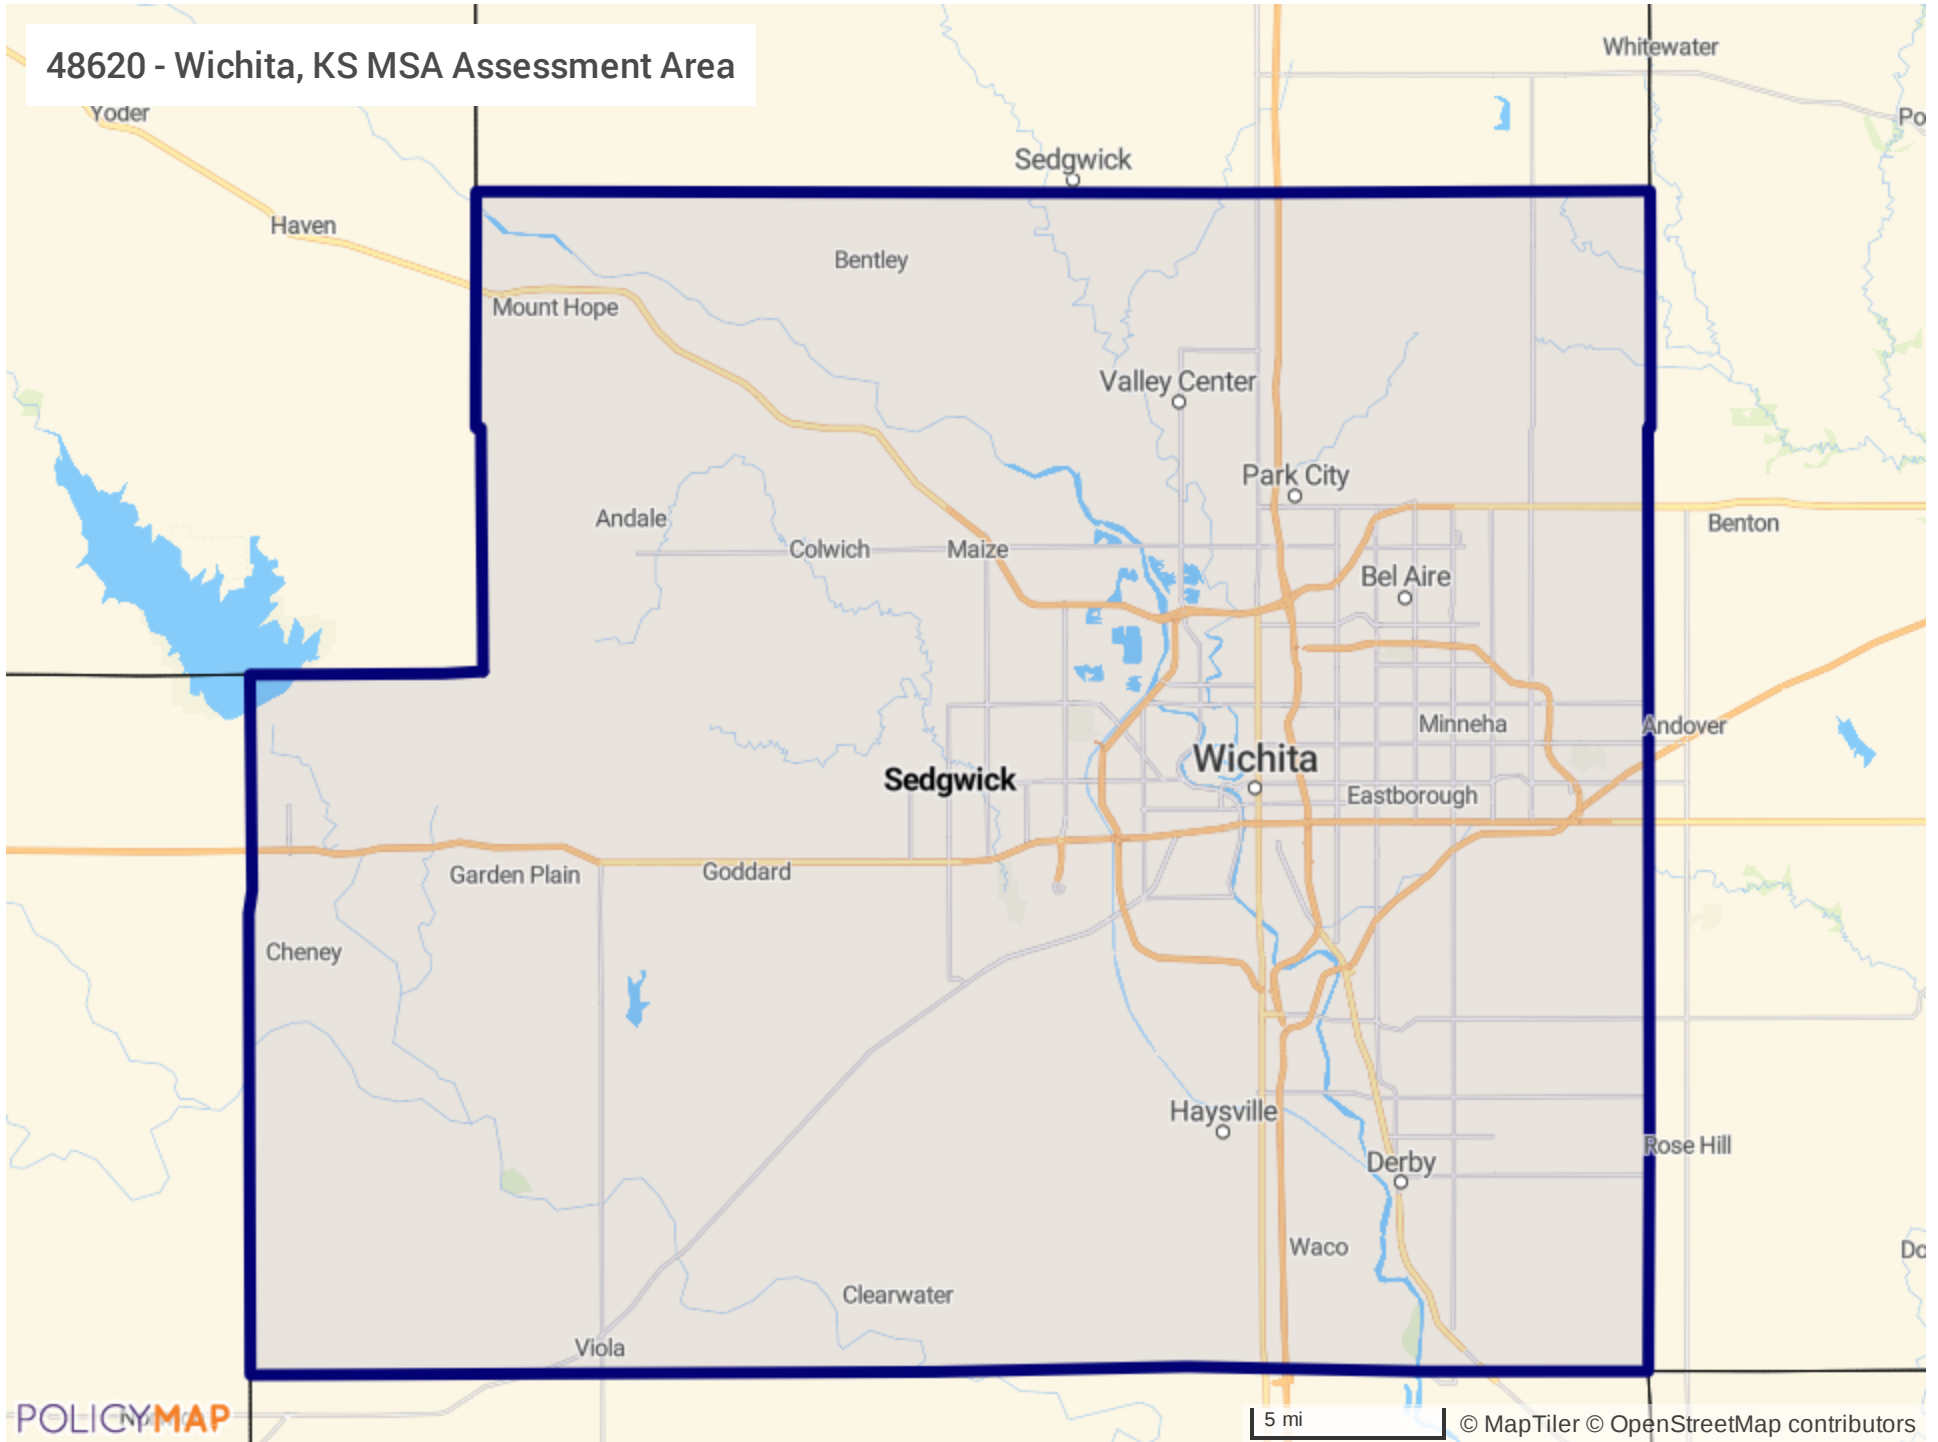 48620 - Wichita, KS MSA Assessment Area
Whitewater
Yoder
Po
Sedgwick
Haven
Bentley
Mount Hope
Valley Center
Park City
Andale
Benton
Colwich
Maize
Bel Aire
Minneha
Andover
Wichita
Sedgwick
Eastborough
Garden Plain
Goddard
Cheney
Haysville
Rose Hill
Derby
Waco
Do
Clearwater
Viola
POLICYMAP
5 mi
© MapTiler © OpenStreetMap contributors